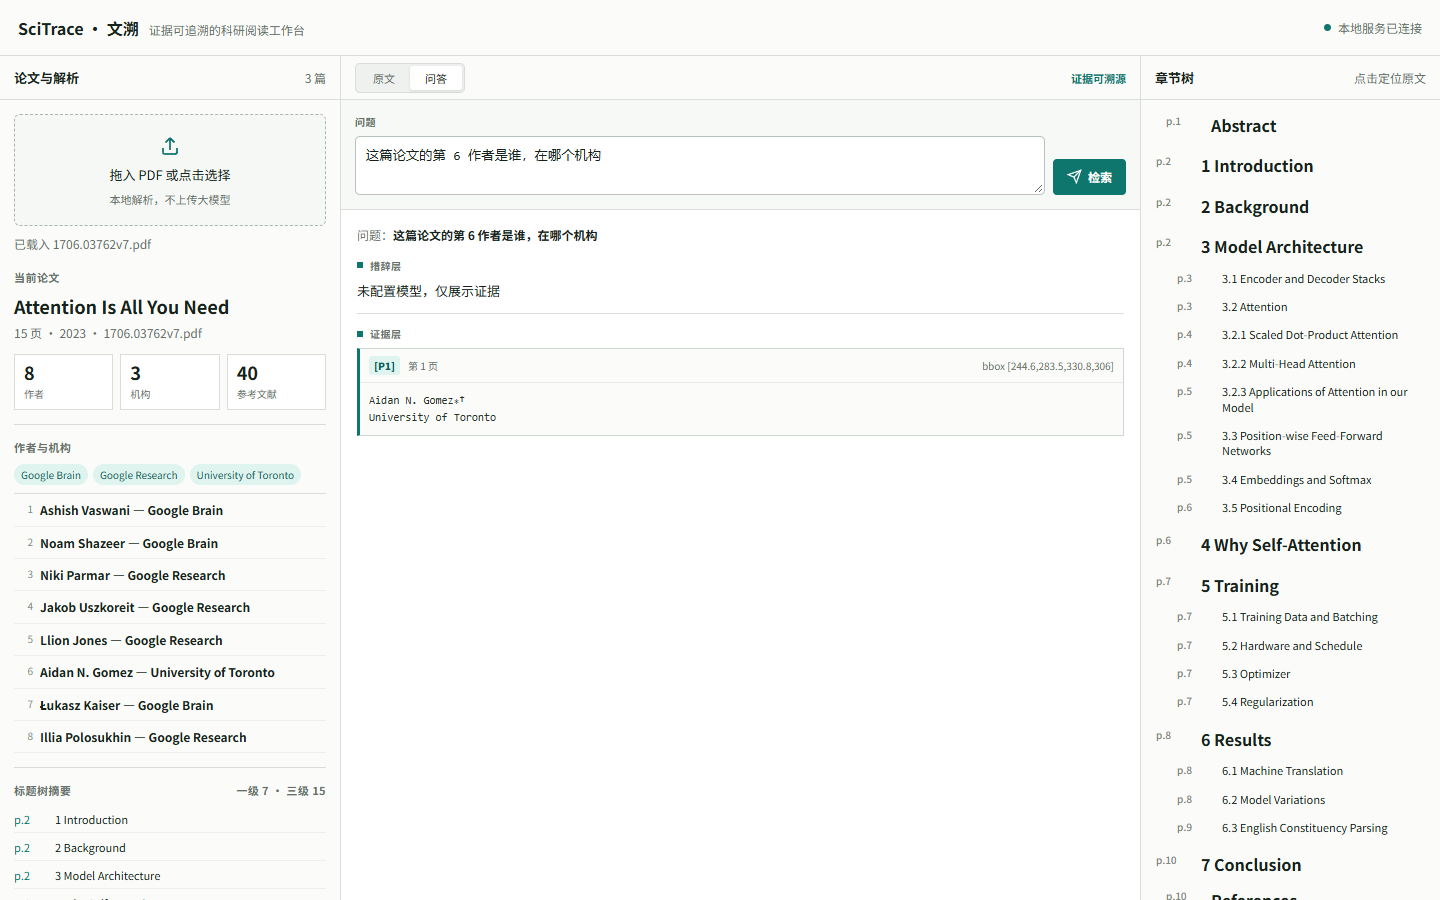 SciTrace · 文溯 证据可追溯的科研阅读工作台
本地服务已连接
论文与解析 3 篇
拖入 PDF 或点击选择
本地解析，不上传大模型
已载入 1706.03762v7.pdf
当前论文
Attention Is All You Need
15 页 · 2023 · 1706.03762v7.pdf
8 作者
3 机构
40 参考文献
作者与机构
Google Brain Google Research University of Toronto
1 Ashish Vaswani — Google Brain
2 Noam Shazeer — Google Brain
3 Niki Parmar — Google Research
4 Jakob Uszkoreit — Google Research
5 Llion Jones — Google Research
6 Aidan N. Gomez — University of Toronto
7 Łukasz Kaiser — Google Brain
8 Illia Polosukhin — Google Research
标题树摘要 一级 7 · 三级 15
p.2 1 Introduction
p.2 2 Background
p.2 3 Model Architecture
原文 问答
证据可溯源
问题
这篇论文的第 6 作者是谁，在哪个机构
检索
问题：这篇论文的第 6 作者是谁，在哪个机构
措辞层
未配置模型，仅展示证据
证据层
[P1] 第 1 页 bbox [244.6,283.5,330.8,306]
Aidan N. Gomez∗†
University of Toronto
章节树 点击定位原文
p.1 Abstract
p.2 1 Introduction
p.2 2 Background
p.2 3 Model Architecture
p.3 3.1 Encoder and Decoder Stacks
p.3 3.2 Attention
p.4 3.2.1 Scaled Dot-Product Attention
p.4 3.2.2 Multi-Head Attention
p.5 3.2.3 Applications of Attention in our
Model
p.5 3.3 Position-wise Feed-Forward
Networks
p.5 3.4 Embeddings and Softmax
p.6 3.5 Positional Encoding
p.6 4 Why Self-Attention
p.7 5 Training
p.7 5.1 Training Data and Batching
p.7 5.2 Hardware and Schedule
p.7 5.3 Optimizer
p.7 5.4 Regularization
p.8 6 Results
p.8 6.1 Machine Translation
p.8 6.2 Model Variations
p.9 6.3 English Constituency Parsing
p.10 7 Conclusion
p.10 References